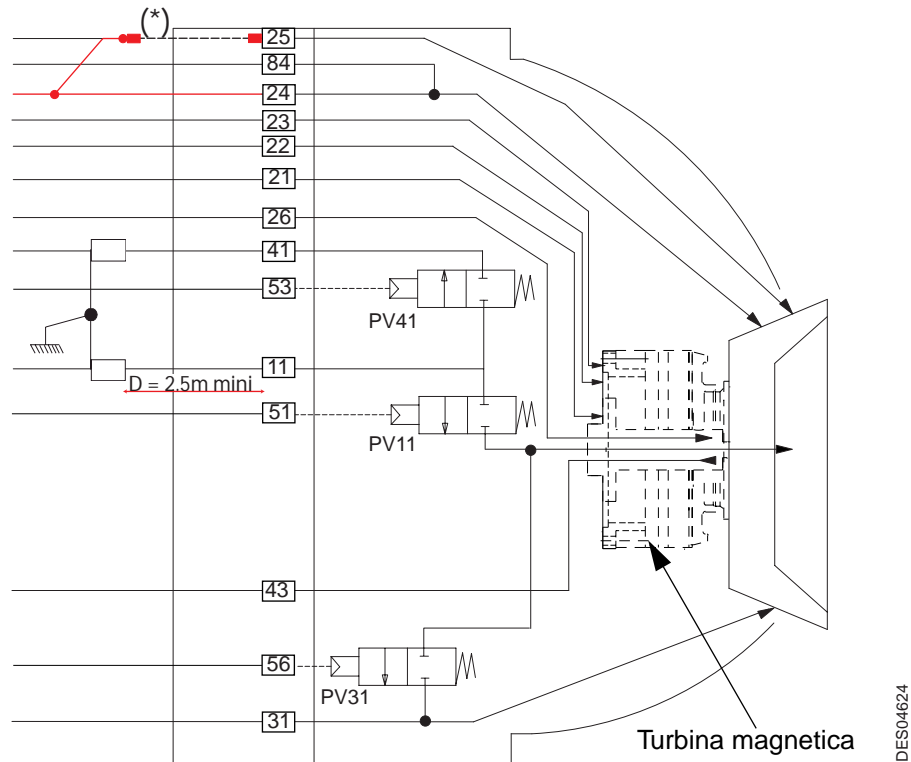 (*)
25
84
24
23
22
21
26
41
53
PV41
11
D = 2.5m mini
51
PV11
43
56
PV31
31
Turbina magnetica
DES04624